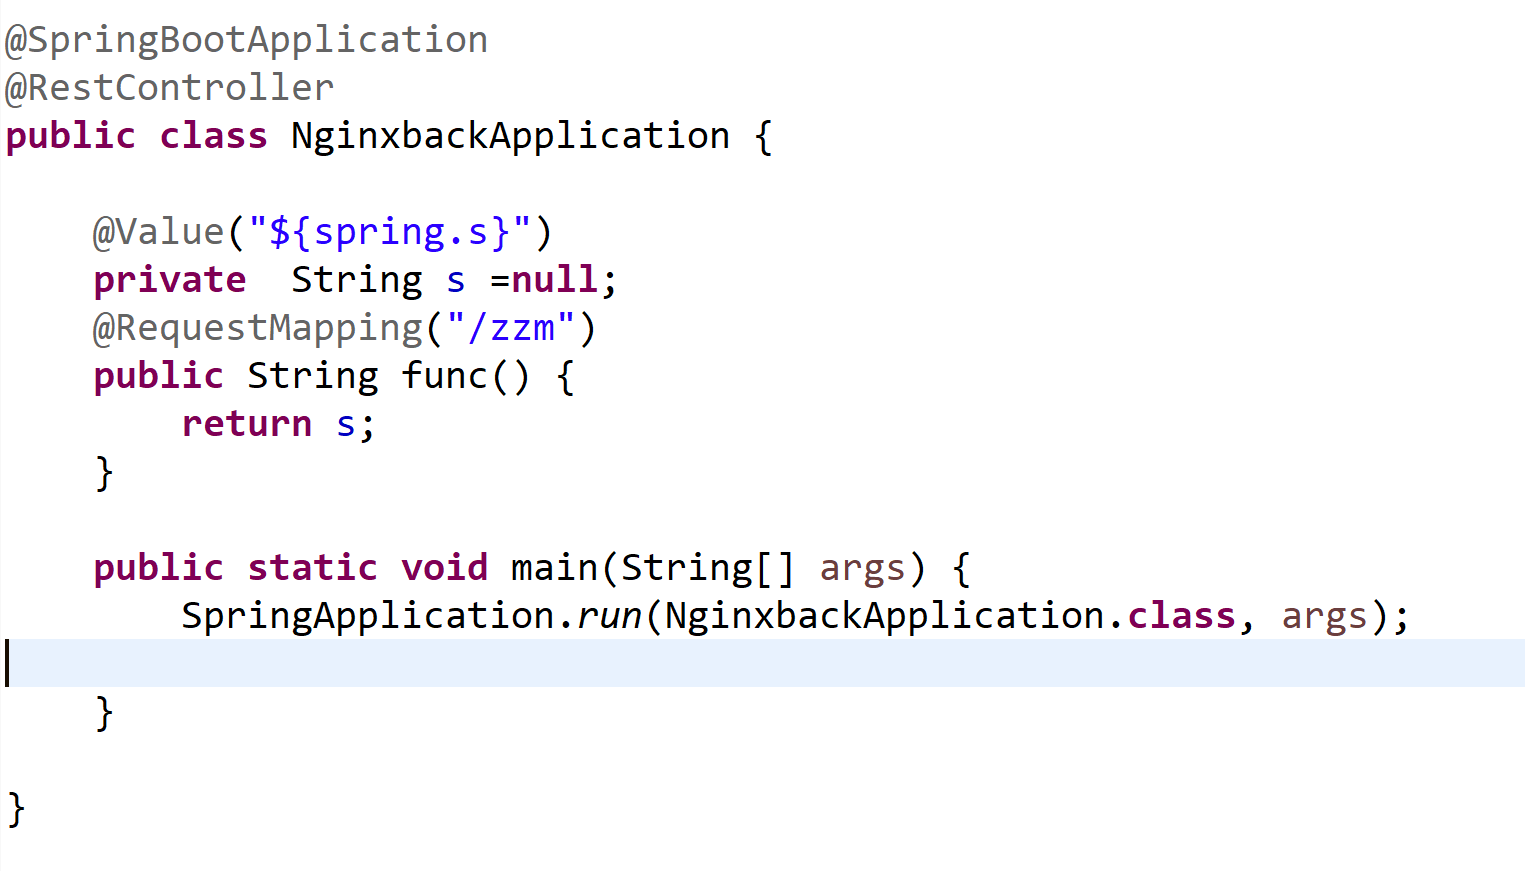 @SpringBootApplication
@RestController
public class NginxbackApplication {
@Value("${spring.s}")
private  String s =null;
@RequestMapping("/zzm")
public String func() {
return s;
}
public static void main(String[] args) {
SpringApplication.run(NginxbackApplication.class, args);
}
}